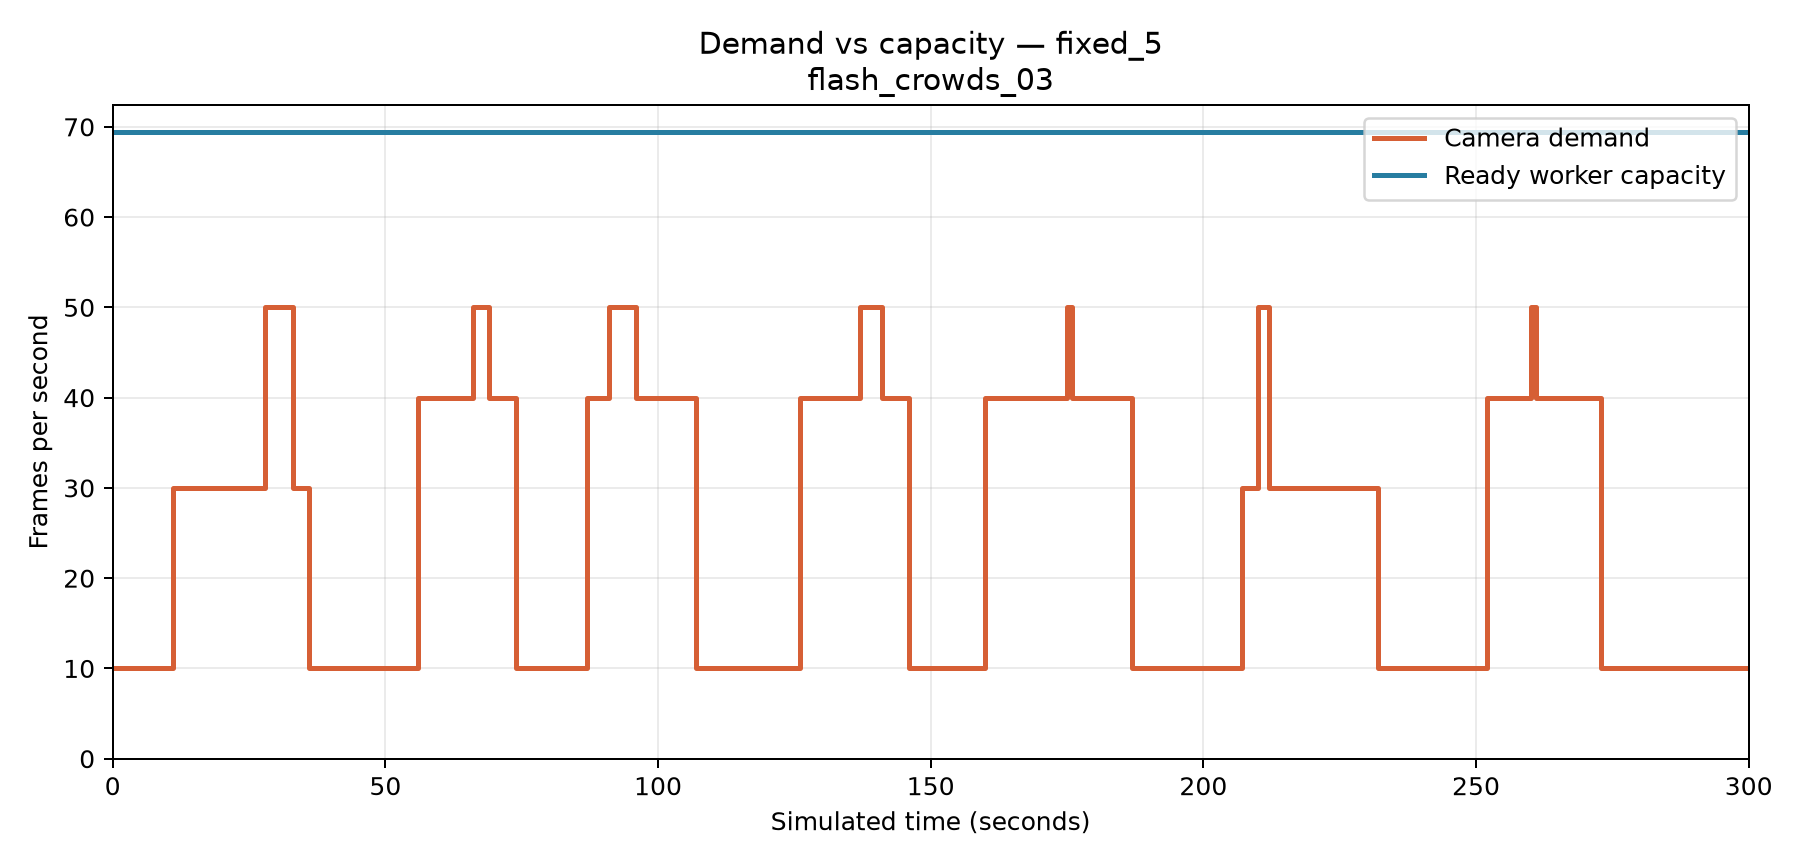 Demand vs capacity — fixed_5
flash_crowds_03
70
60
50
40
30
20
10
0
Frames per second
Camera demand
Ready worker capacity
0
50
100
150
200
250
300
Simulated time (seconds)